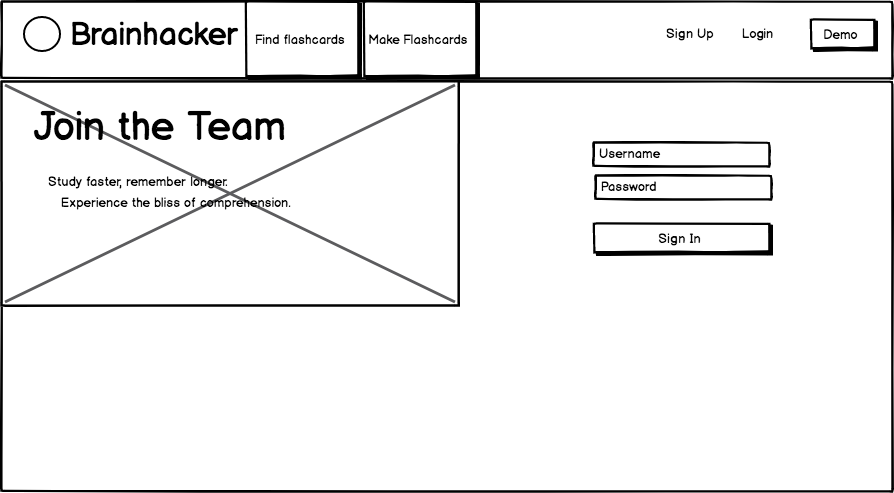 Brainhacker
Find flashcards
Make Flashcards
Sign Up
Login
Demo
Join the Team
Study faster, remember longer.
Experience the bliss of comprehension.
Username
Password
Sign In